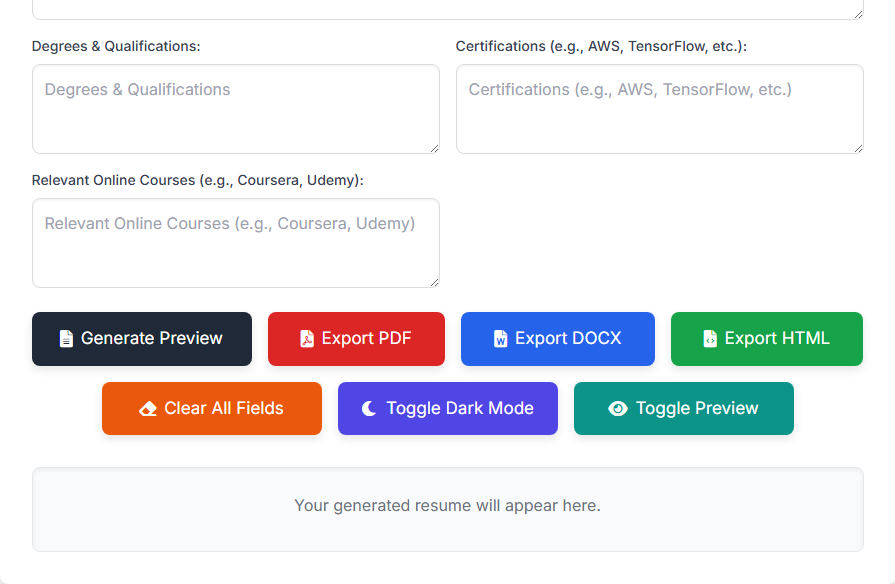 Degrees & Qualifications:
Certifications (e.g., AWS, TensorFlow, etc.):
Degrees & Qualifications
Certifications (e.g., AWS, TensorFlow, etc.)
Relevant Online Courses (e.g., Coursera, Udemy):
Relevant Online Courses (e.g., Coursera, Udemy)
Generate Preview
Export PDF
Export DOCX
Export HTML
Clear All Fields
Toggle Dark Mode
Toggle Preview
Your generated resume will appear here.